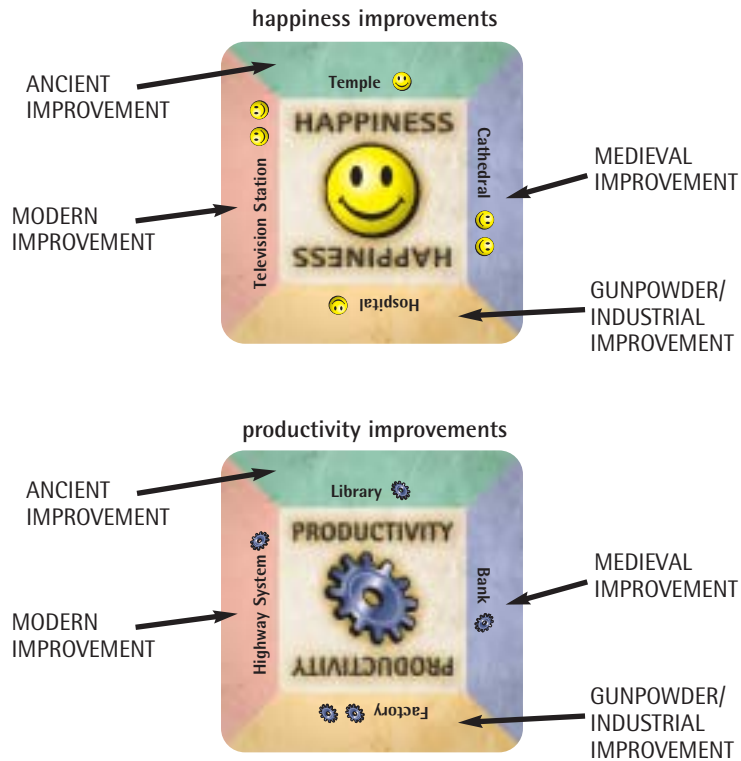 happiness improvements
ANCIENT
IMPROVEMENT
Temple
HAPPINESS
Cathedral
MEDIEVAL
IMPROVEMENT
Television Station
MODERN
IMPROVEMENT
HAPPINESS
Hospital
GUNPOWDER/
INDUSTRIAL
IMPROVEMENT
productivity improvements
ANCIENT
IMPROVEMENT
Library
PRODUCTIVITY
Bank
MEDIEVAL
IMPROVEMENT
Highway System
MODERN
IMPROVEMENT
PRODUCTIVITY
Factory
GUNPOWDER/
INDUSTRIAL
IMPROVEMENT